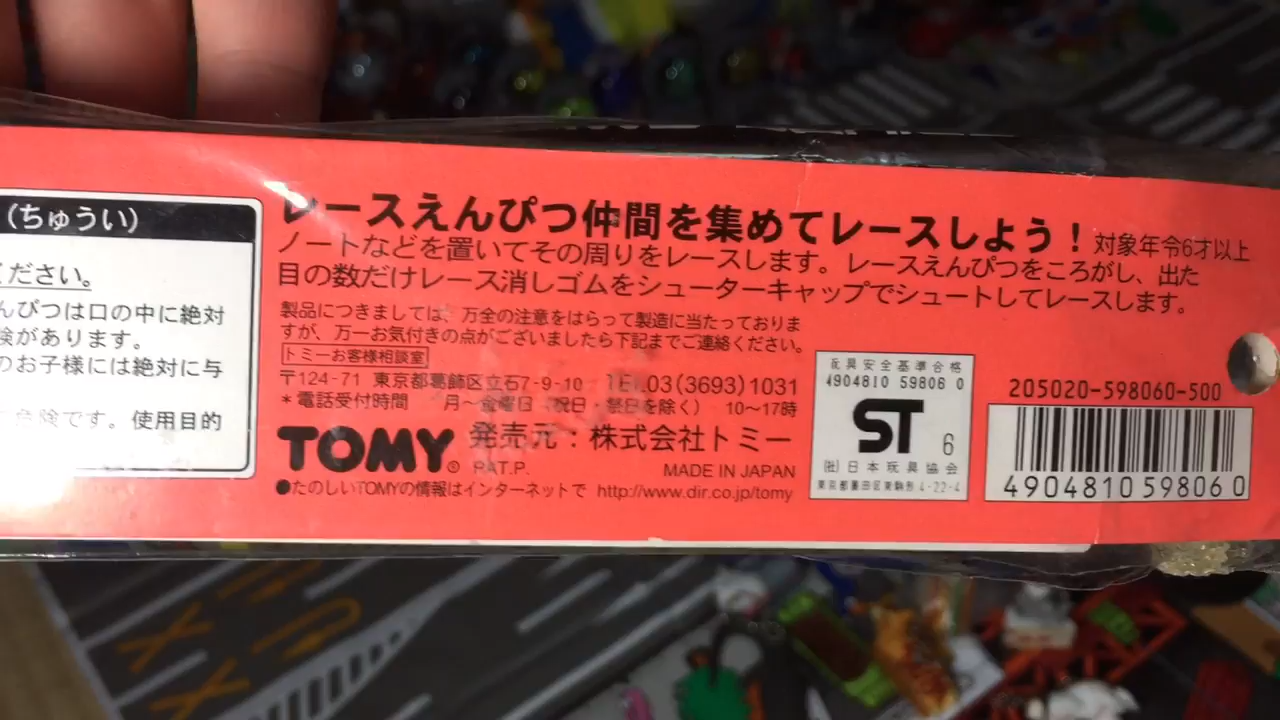 (ちゅうい)
ください。
んぴつは口の中に絶対
険があります。
のお子様には絶対に与
危険です。使用目的
レースえんぴつ仲間を集めてレースしよう! 対象年令6才以上
ノートなどを置いてその周りをレースします。レースえんぴつをころがし、出た
目の数だけレース消しゴムをシューターキャップでシュートしてレースします。
製品につきましては、万全の注意をはらって製造に当たっておりま
すが、万一お気付きの点がございましたら下記までご連絡ください。
トミーお客様相談室
〒124-71 東京都葛飾区立石7-9-10 TEL03(3693)1031
*電話受付時間 月~金曜日(祝日・祭日を除く) 10~17時
TOMY® 発売元:株式会社トミー
PAT.P. MADE IN JAPAN
●たのしいTOMYの情報はインターネットで http://www.dir.co.jp/tomy
玩具安全基準合格
4904810 59806 0
ST 6
(社)日本玩具協会
東京都墨田区東駒形4-22-4
205020-598060-500
4904810598060